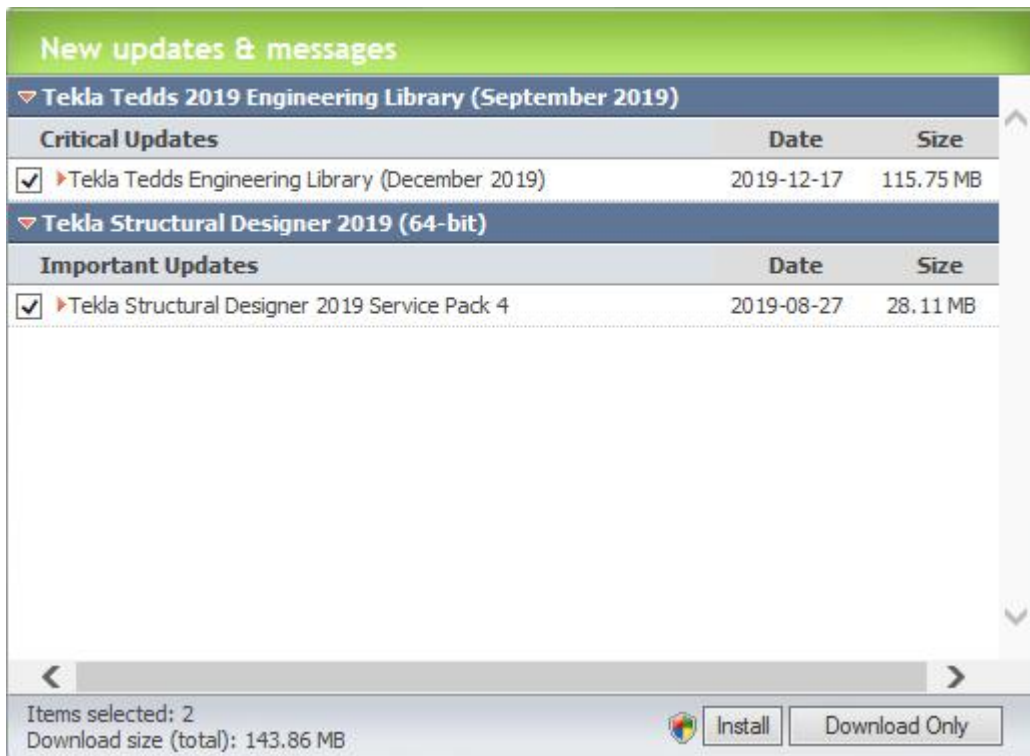 New updates & messages
Tekla Tedds 2019 Engineering Library (September 2019)
Critical Updates Date Size
Tekla Tedds Engineering Library (December 2019) 2019-12-17 115.75 MB
Tekla Structural Designer 2019 (64-bit)
Important Updates Date Size
Tekla Structural Designer 2019 Service Pack 4 2019-08-27 28.11 MB
Items selected: 2
Download size (total): 143.86 MB
Install Download Only